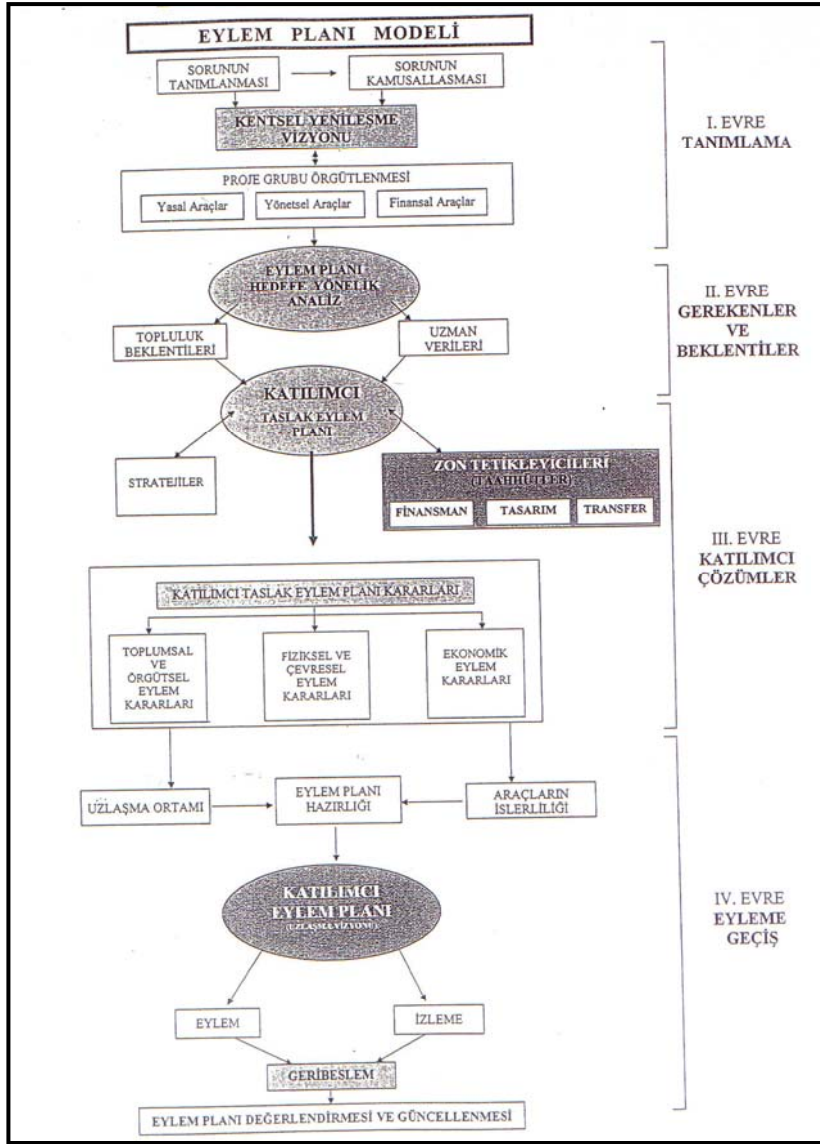 EYLEM PLANI MODELİ
SORUNUN
TANIMLANMASI
SORUNUN
KAMUSALLAŞMASI
KENTSEL YENİLEŞME
VİZYONU
PROJE GRUBU ÖRGÜTLENMESİ
Yasal Araçlar
Yönetsel Araçlar
Finansal Araçlar
I. EVRE
TANIMLAMA
EYLEM PLANI
HEDEFE YÖNELİK
ANALİZ
TOPLULUK
BEKLENTİLERİ
UZMAN
VERİLERİ
II. EVRE
GEREKENLER
VE
BEKLENTİLER
KATILIMCI
TASLAK EYLEM
PLANI
STRATEJİLER
ZON TETİKLEYİCİLERİ
(TAAHHÜTLER)
FİNANSMAN
TASARIM
TRANSFER
III. EVRE
KATILIMCI
ÇÖZÜMLER
KATILIMCI TASLAK EYLEM PLANI KARARLARI
TOPLUMSAL
VE
ÖRGÜTSEL
EYLEM
KARARLARI
FİZİKSEL VE
ÇEVRESEL
EYLEM
KARARLARI
EKONOMİK
EYLEM
KARARLARI
UZLAŞMA ORTAMI
EYLEM PLANI
HAZIRLIĞI
ARAÇLARIN
İŞLERLİLİĞİ
KATILIMCI
EYLEM PLANI
(UZLAŞMA VİZYONU)
IV. EVRE
EYLEME
GEÇİŞ
EYLEM
İZLEME
GERİBESLEM
EYLEM PLANI DEĞERLENDİRMESİ VE GÜNCELLENMESİ